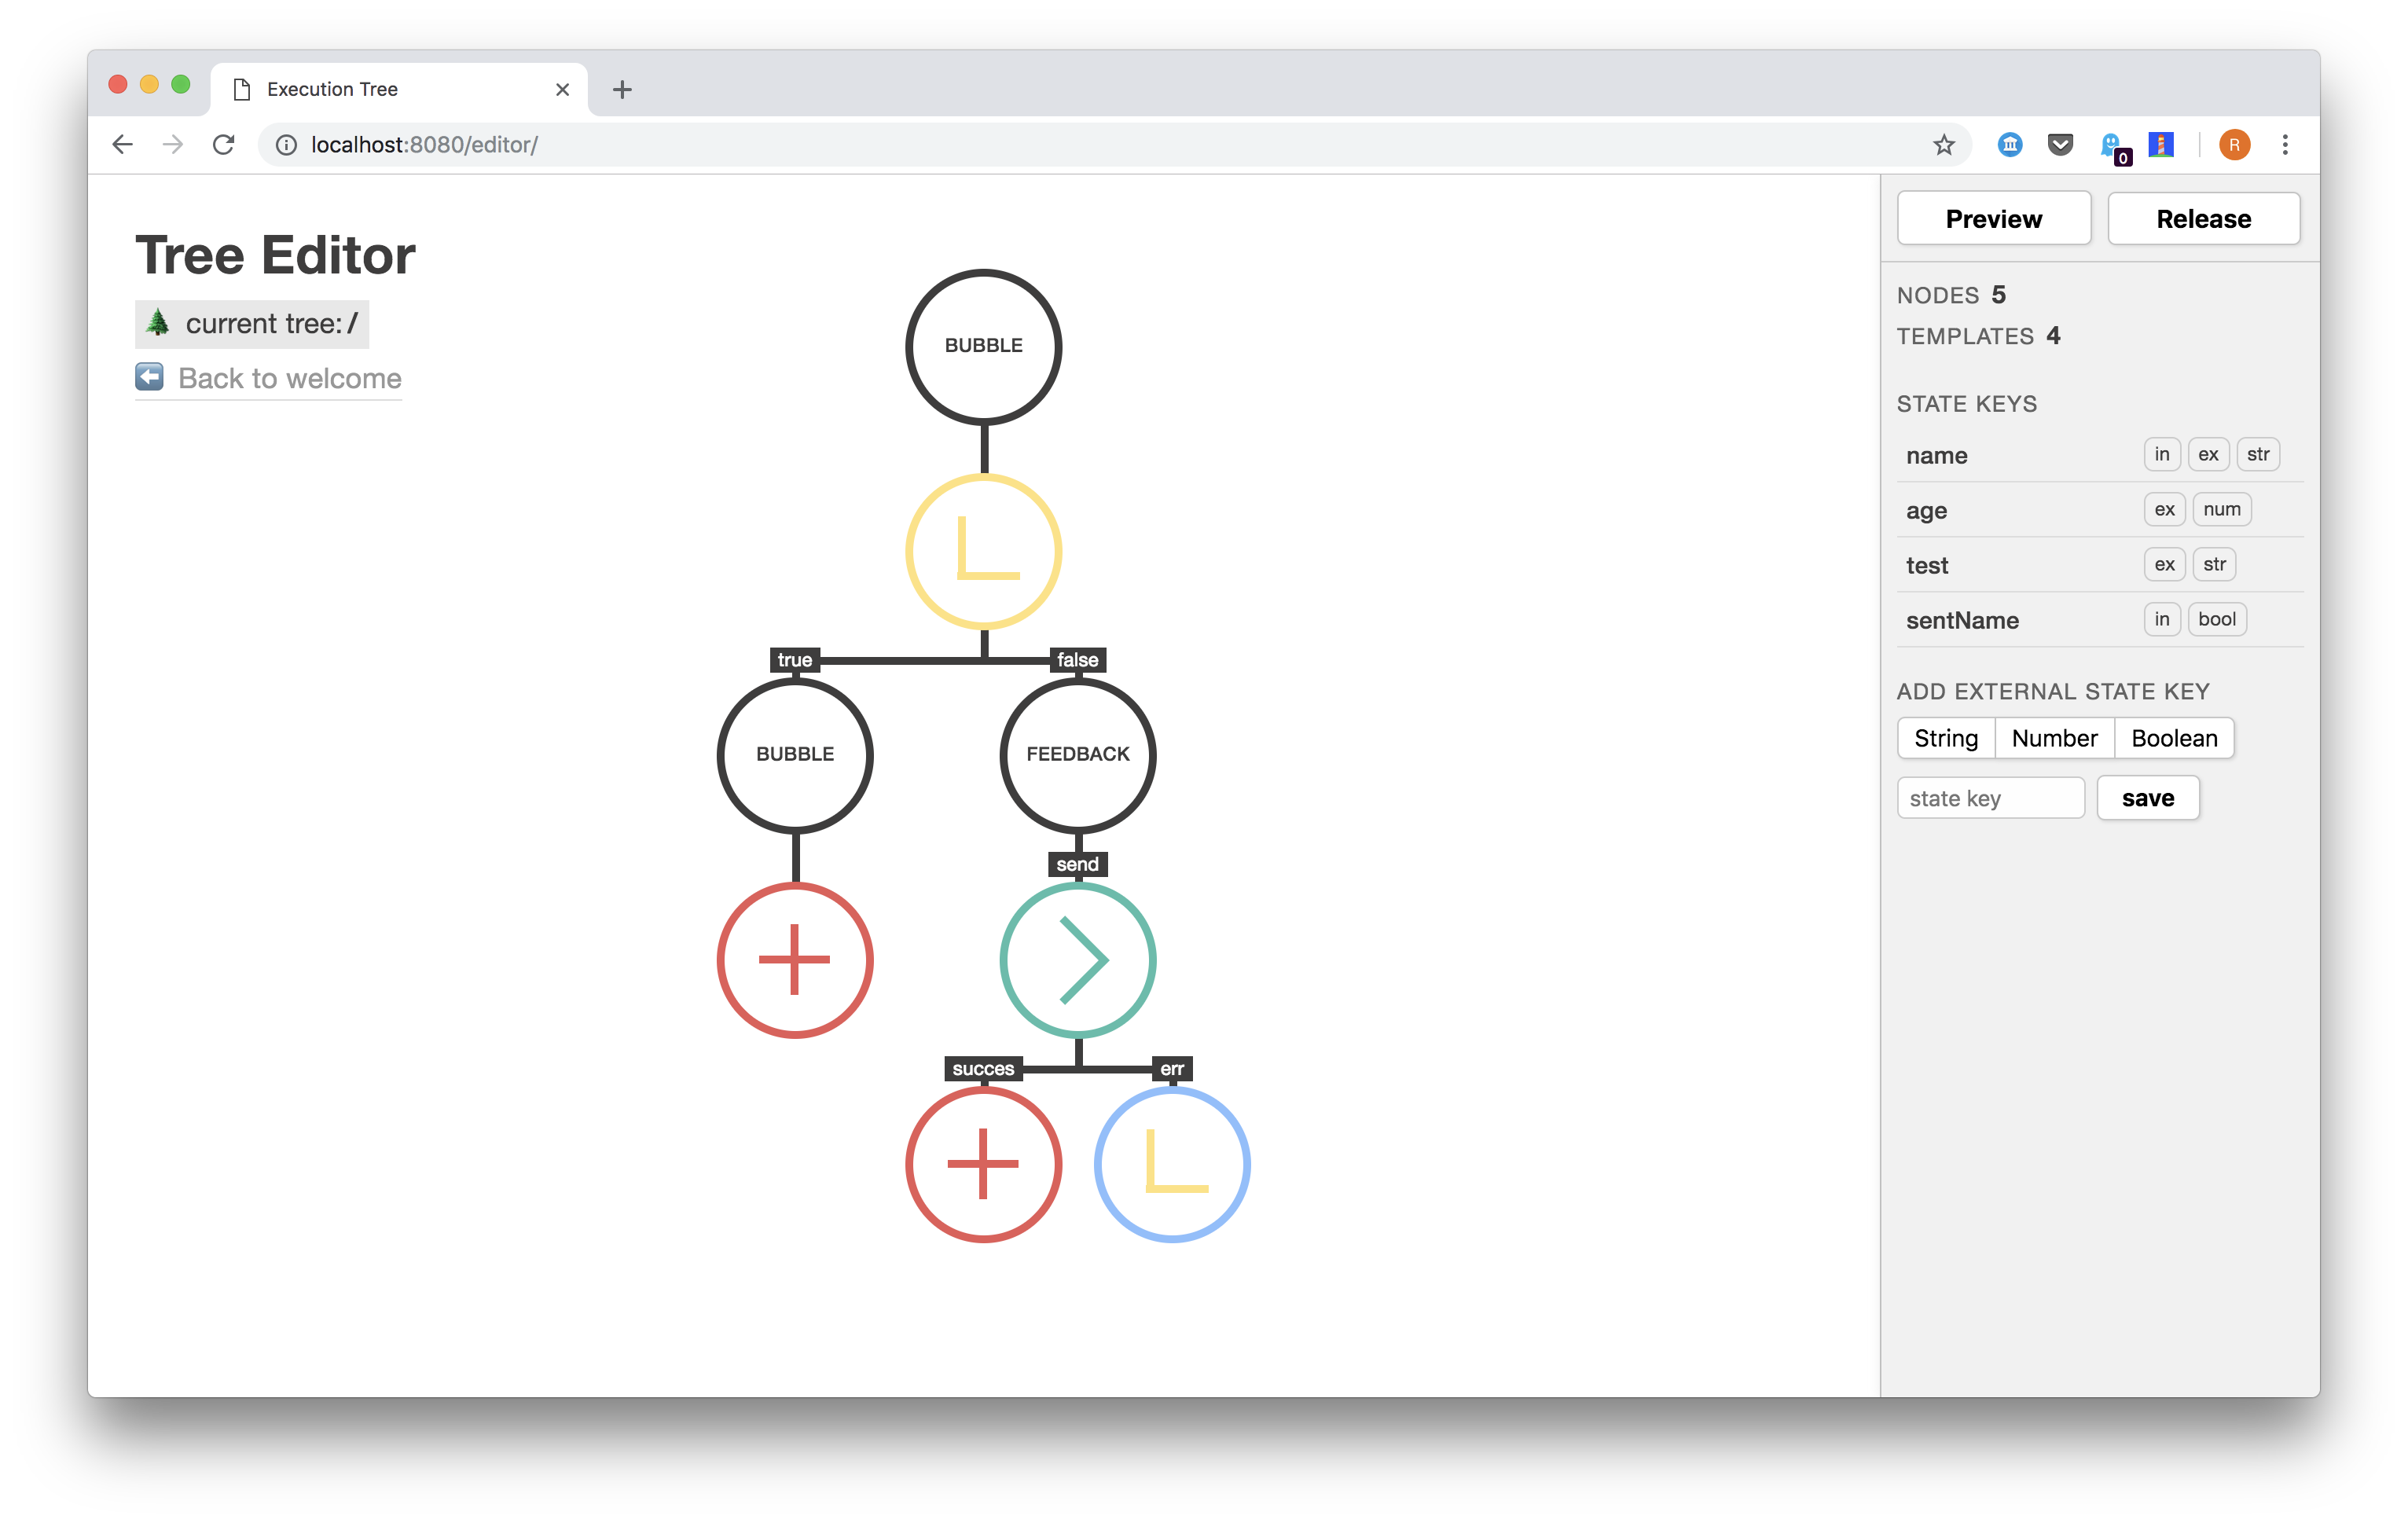 Execution Tree
localhost:8080/editor/
0
R
Tree Editor
current tree: /
Back to welcome
BUBBLE
true
false
BUBBLE
FEEDBACK
send
succes
err
Preview
Release
NODES 5
TEMPLATES 4
STATE KEYS
name in ex str
age ex num
test ex str
sentName in bool
ADD EXTERNAL STATE KEY
String Number Boolean
state key save